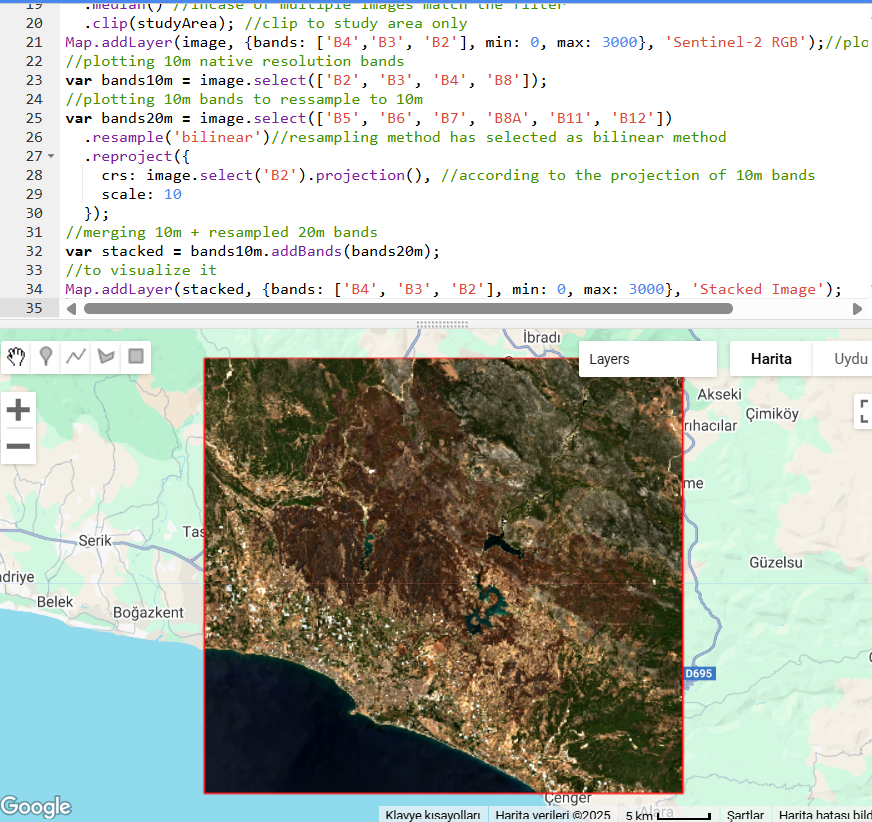 19 .median() //incase of multiple images match the filter
20 .clip(studyArea); //clip to study area only
21 Map.addLayer(image, {bands: ['B4','B3', 'B2'], min: 0, max: 3000}, 'Sentinel-2 RGB');//plo
22 //plotting 10m native resolution bands
23 var bands10m = image.select(['B2', 'B3', 'B4', 'B8']);
24 //plotting 10m bands to ressample to 10m
25 var bands20m = image.select(['B5', 'B6', 'B7', 'B8A', 'B11', 'B12'])
26 .resample('bilinear')//resampling method has selected as bilinear method
27 .reproject({
28 crs: image.select('B2').projection(), //according to the projection of 10m bands
29 scale: 10
30 });
31 //merging 10m + resampled 20m bands
32 var stacked = bands10m.addBands(bands20m);
33 //to visualize it
34 Map.addLayer(stacked, {bands: ['B4', 'B3', 'B2'], min: 0, max: 3000}, 'Stacked Image');
35
İbradı
Layers
Harita
Uydu
Akseki
Çimiköy
rıhacılar
me
Serik
Tas
Güzelsu
driye
Belek
Boğazkent
D695
Çenger
Alara
Google
Klavye kısayolları
Harita verileri ©2025
5 km
Şartlar
Harita hatası bild